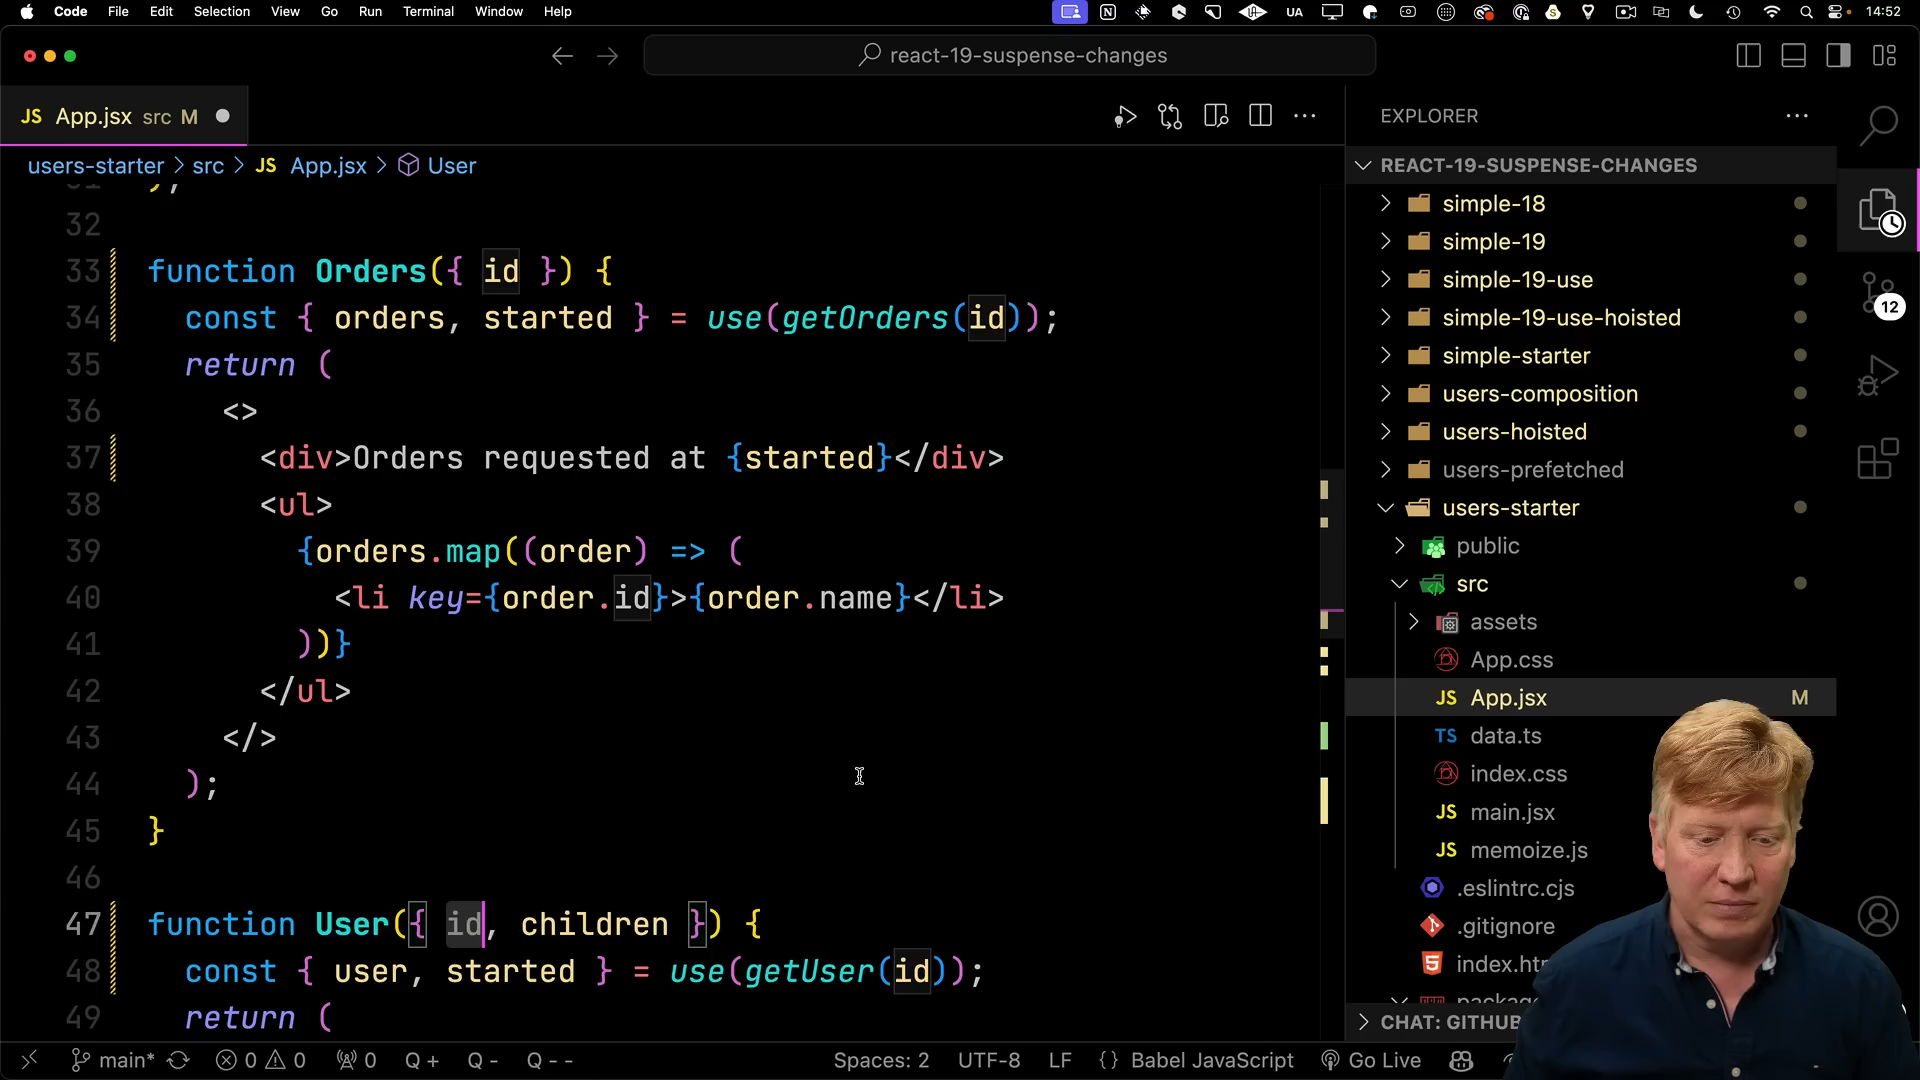 Code File Edit Selection View Go Run Terminal Window Help UA 14:52
react-19-suspense-changes
JS App.jsx src M
users-starter > src > JS App.jsx > User
32
33 function Orders({ id }) {
34 const { orders, started } = use(getOrders(id));
35 return (
36 <>
37 <div>Orders requested at {started}</div>
38 <ul>
39 {orders.map((order) => (
40 <li key={order.id}>{order.name}</li>
41 ))}
42 </ul>
43 </>
44 );
45 }
46
47 function User({ id, children }) {
48 const { user, started } = use(getUser(id));
49 return (
EXPLORER
REACT-19-SUSPENSE-CHANGES
simple-18
simple-19
simple-19-use
simple-19-use-hoisted
simple-starter
users-composition
users-hoisted
users-prefetched
users-starter
public
src
assets
App.css
JS App.jsx M
TS data.ts
index.css
JS main.jsx
JS memoize.js
.eslintrc.cjs
.gitignore
CHAT: GITHUB
12
main* 0 0 0 Q + Q - Q - - Spaces: 2 UTF-8 LF {} Babel JavaScript Go Live